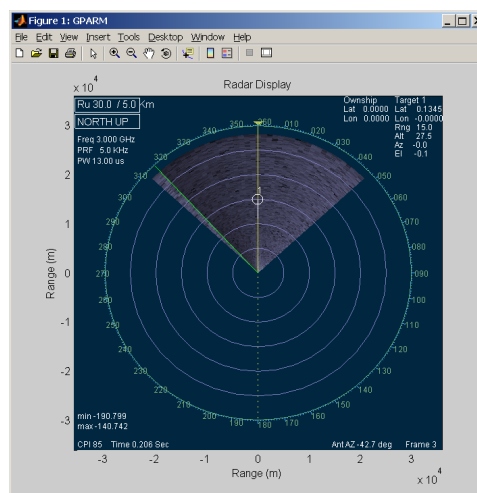 Figure 1: GPARM
File Edit View Insert Tools Desktop Window Help
Radar Display
x 10^4
Ru 30.0 / 5.0 Km
NORTH UP
Freq 3.000 GHz
PRF 5.0 KHz
PW 13.00 us
Ownship
Lat 0.0000
Lon 0.0000
Target 1
Lat 0.1345
Lon -0.0000
Rng 15.0
Alt 27.5
Az -0.0
El -0.1
350 010
340 020
330 030
320
310 050
300 060
290
280 080
270
260 100
250 110
240 120
230
220 140
210
200 160
190 180 170
1
3
2
1
0
-1
-2
-3
Range (m)
min -190.799
max -140.742
CPI 85 Time 0.206 Sec
Ant AZ -42.7 deg
Frame 3
-3 -2 -1 0 1 2 3
Range (m)
x 10^4